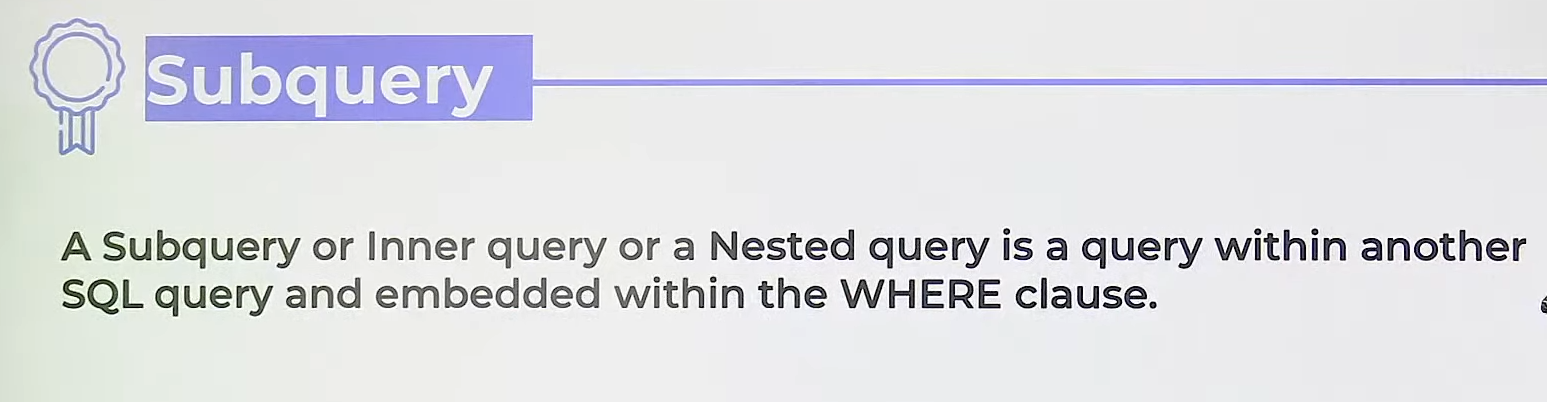 Subquery
A Subquery or Inner query or a Nested query is a query within another
SQL query and embedded within the WHERE clause.